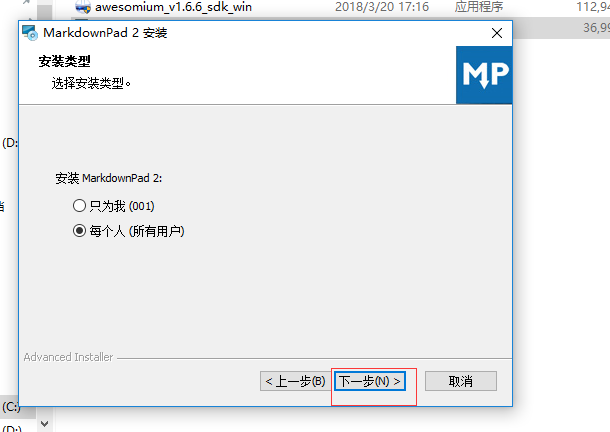 awesomium_v1.6.6_sdk_win 2018/3/20 17:16 应用程序 112,94
36,99
MarkdownPad 2 安装
安装类型
选择安装类型。
MP
(D:
安装 MarkdownPad 2:
只为我 (001)
每个人 (所有用户)
Advanced Installer
< 上一步(B) 下一步(N) > 取消
(C:)
(D:)